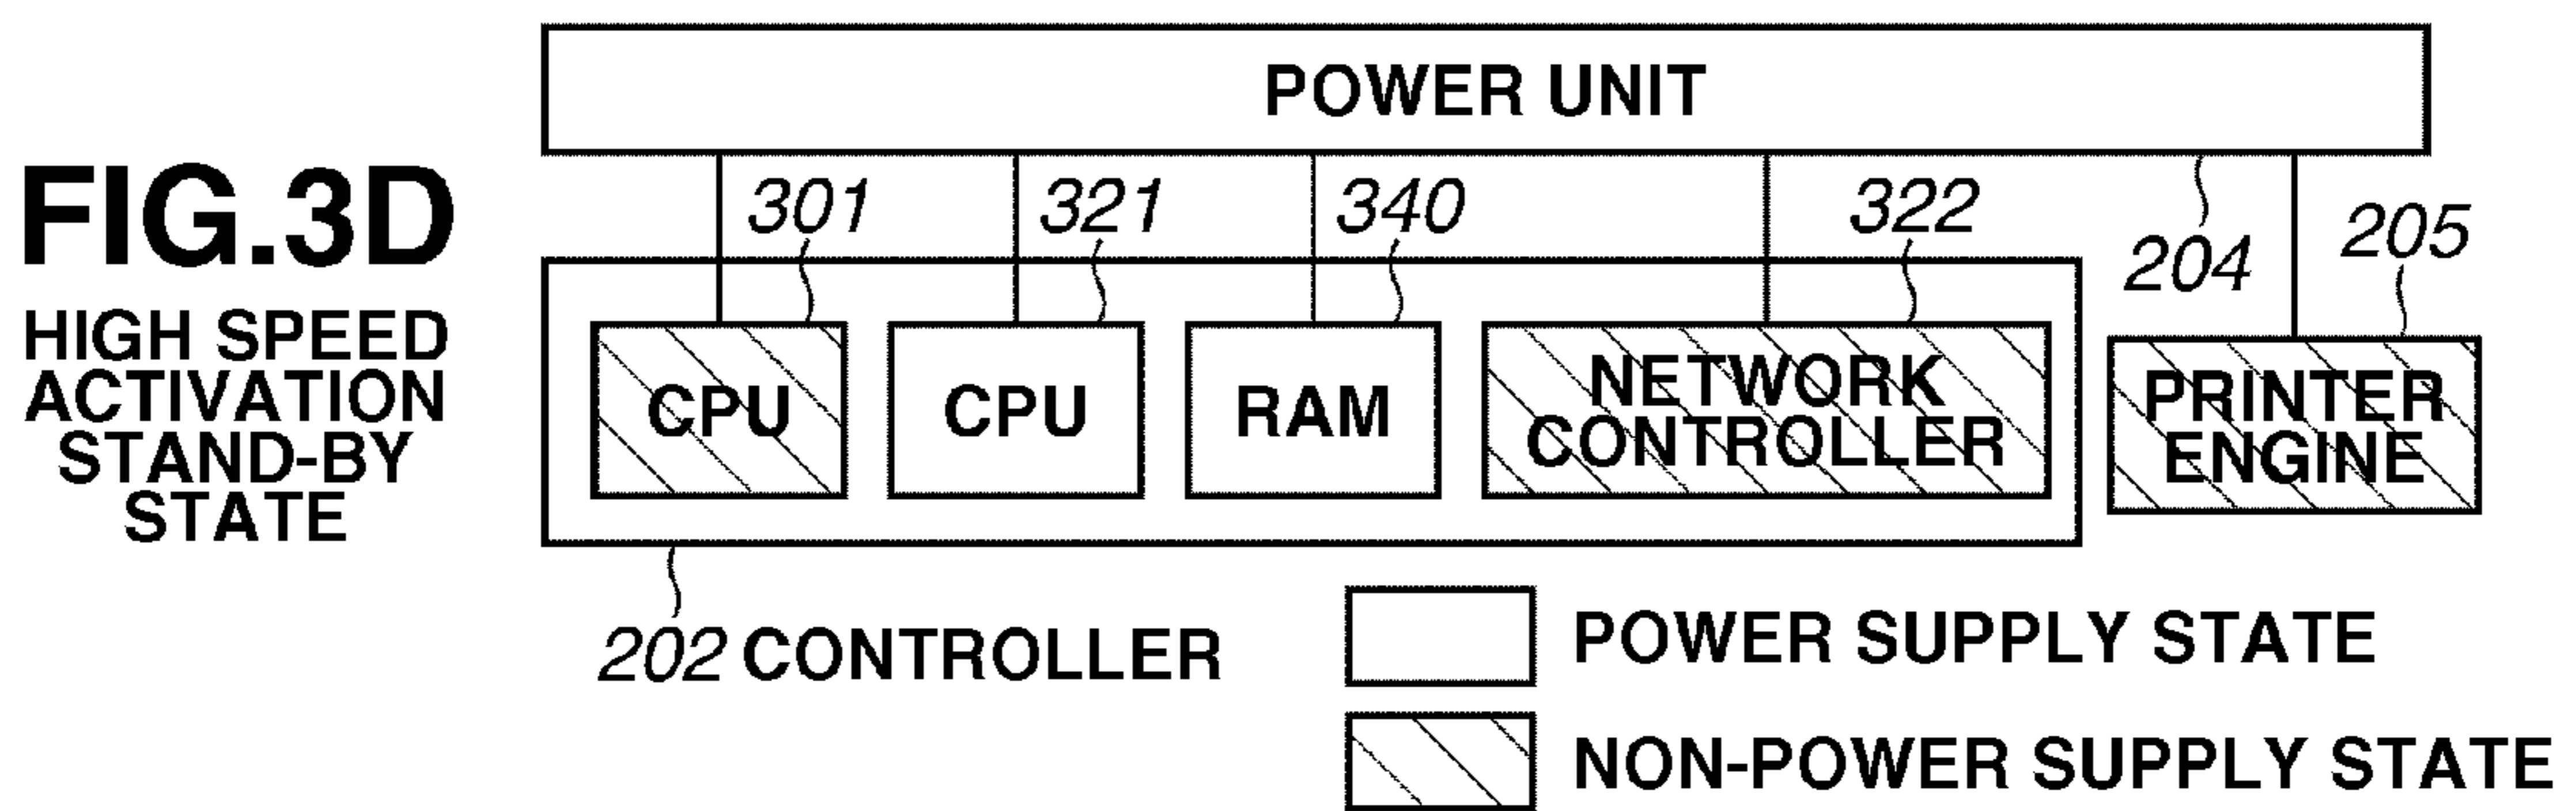 POWER UNIT
FIG.3D
HIGH SPEED
ACTIVATION
STAND-BY
STATE
301
321
340
322
204
205
CPU
CPU
RAM
NETWORK
CONTROLLER
PRINTER
ENGINE
202 CONTROLLER
POWER SUPPLY STATE
NON-POWER SUPPLY STATE